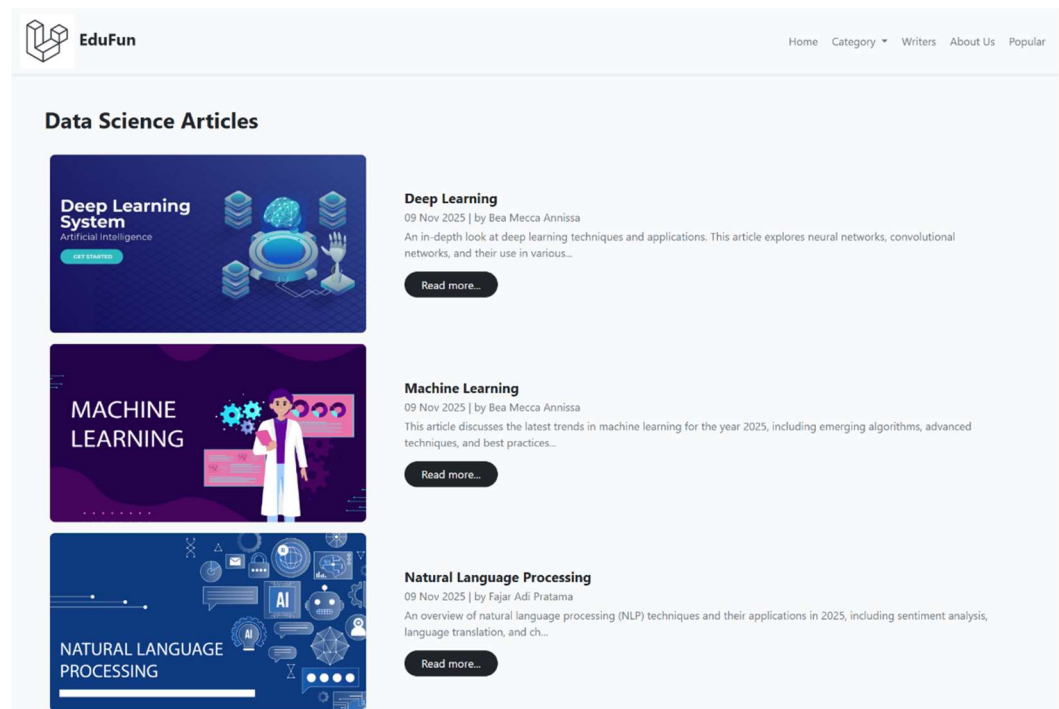 EduFun
Home Category Writers About Us Popular
Data Science Articles
Deep Learning
System
Artificial Intelligence
GET STARTED
Deep Learning
09 Nov 2025 | by Bea Mecca Annissa
An in-depth look at deep learning techniques and applications. This article explores neural networks, convolutional
networks, and their use in various...
Read more...
MACHINE
LEARNING
Machine Learning
09 Nov 2025 | by Bea Mecca Annissa
This article discusses the latest trends in machine learning for the year 2025, including emerging algorithms, advanced
techniques, and best practices...
Read more...
AI
AI
AI
NATURAL LANGUAGE
PROCESSING
Natural Language Processing
09 Nov 2025 | by Fajar Adi Pratama
An overview of natural language processing (NLP) techniques and their applications in 2025, including sentiment analysis,
language translation, and ch...
Read more...